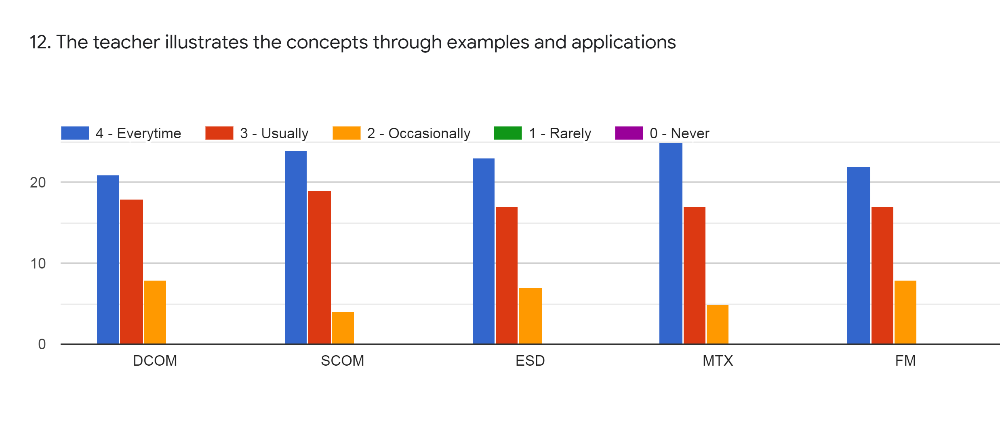 12. The teacher illustrates the concepts through examples and applications
4 - Everytime 3 - Usually 2 - Occasionally 1 - Rarely 0 - Never
20
10
0
DCOM SCOM ESD MTX FM